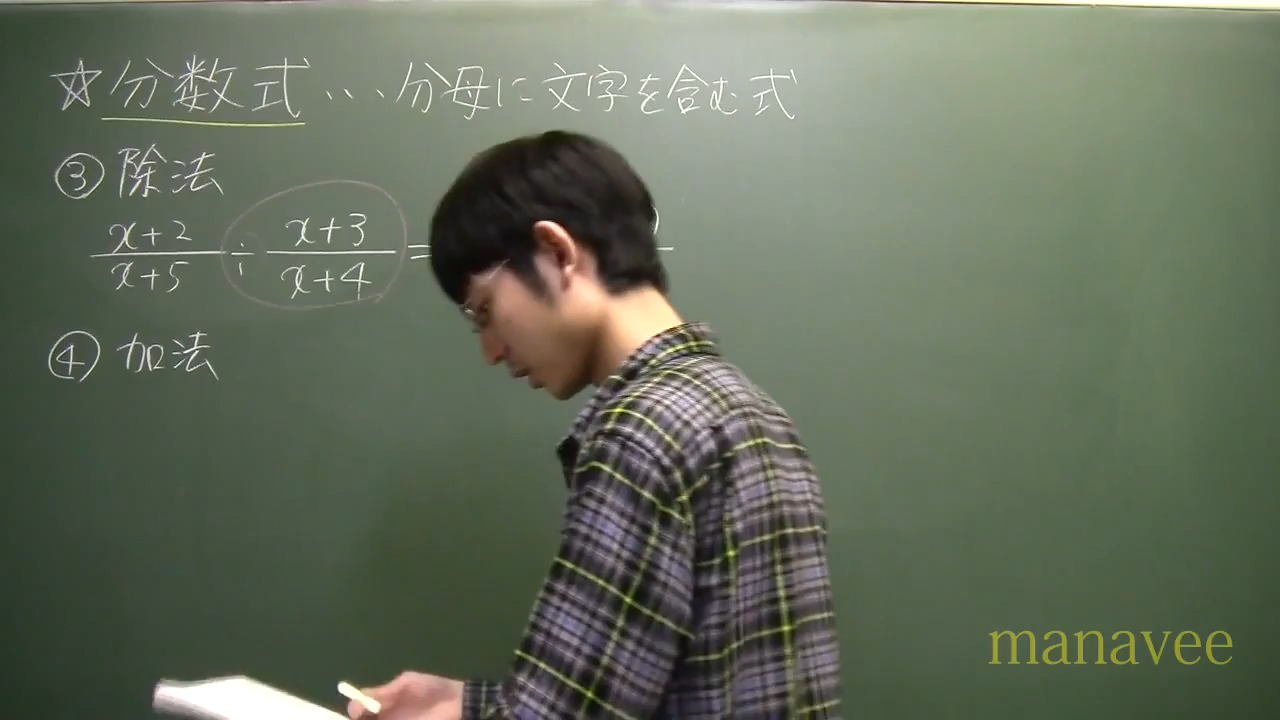 ☆分数式…分母に文字を含む式
③ 除法
x+2/x+5 ÷ x+3/x+4 =
④ 加法
manavee